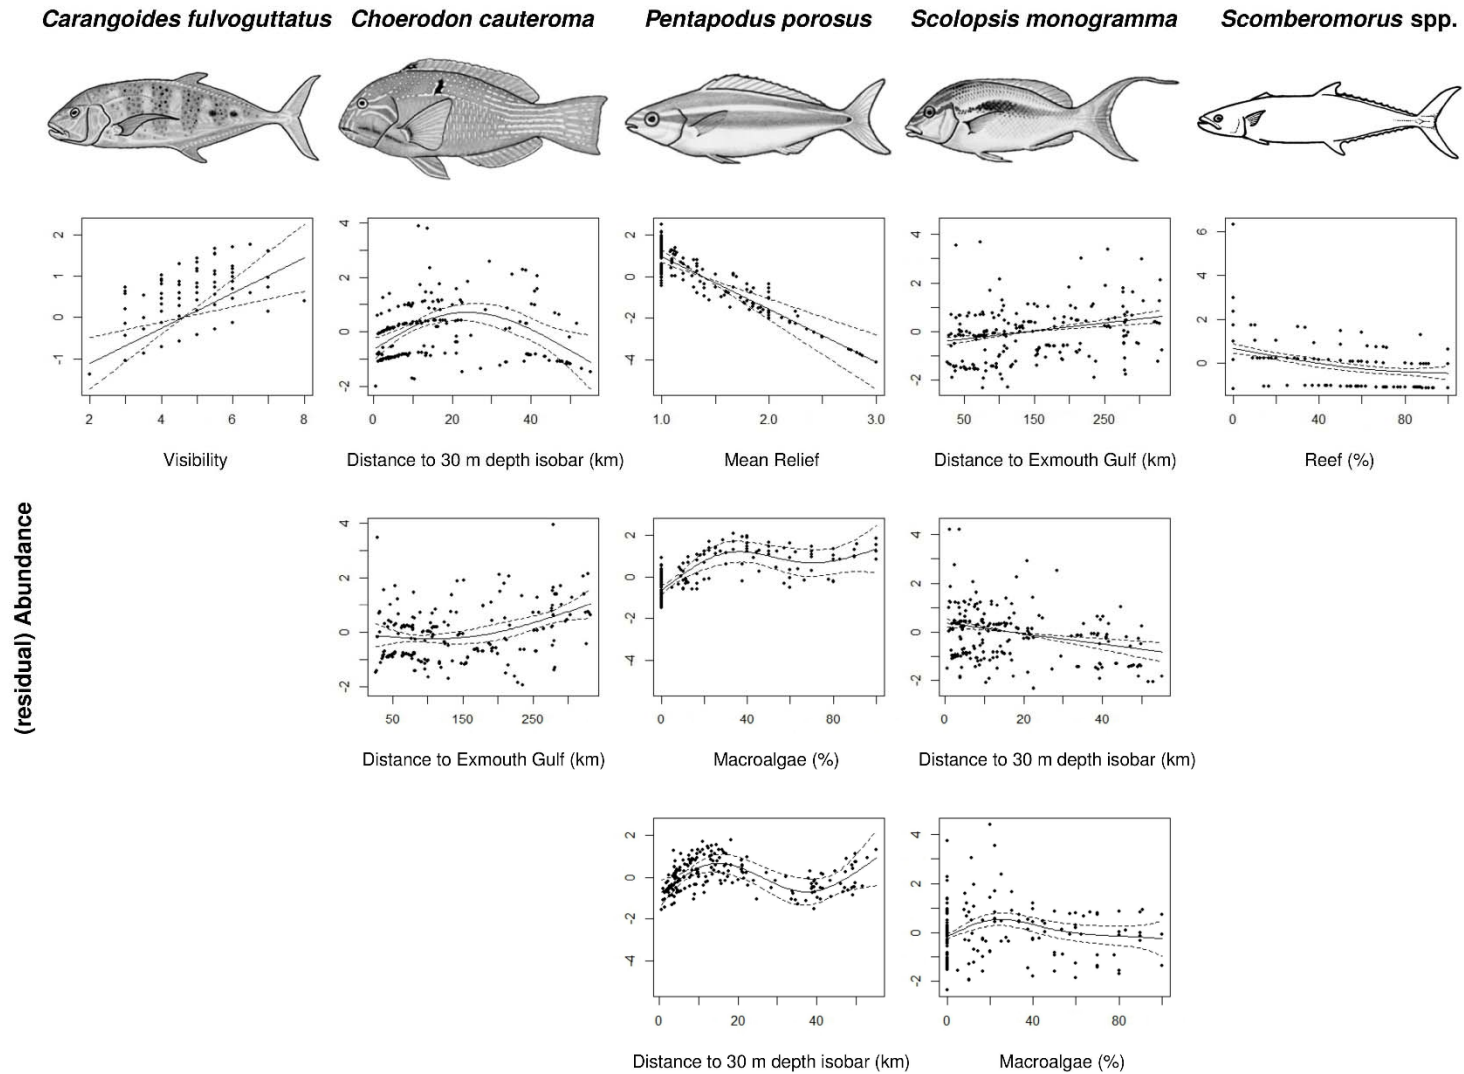 Carangoides fulvoguttatus Choerodon cauteroma Pentapodus porosus Scolopsis monogramma Scomberomorus spp.
2
1
0
-1
2 4 6 8
Visibility
4
2
0
-2
0 20 40
Distance to 30 m depth isobar (km)
2
0
-2
-4
1.0 2.0 3.0
Mean Relief
4
2
0
-2
50 150 250
Distance to Exmouth Gulf (km)
6
4
2
0
0 40 80
Reef (%)
(residual) Abundance
4
2
0
-2
50 150 250
Distance to Exmouth Gulf (km)
2
0
-2
-4
0 40 80
Macroalgae (%)
4
2
0
-2
0 20 40
Distance to 30 m depth isobar (km)
2
0
-2
-4
0 20 40
Distance to 30 m depth isobar (km)
4
2
0
-2
0 40 80
Macroalgae (%)